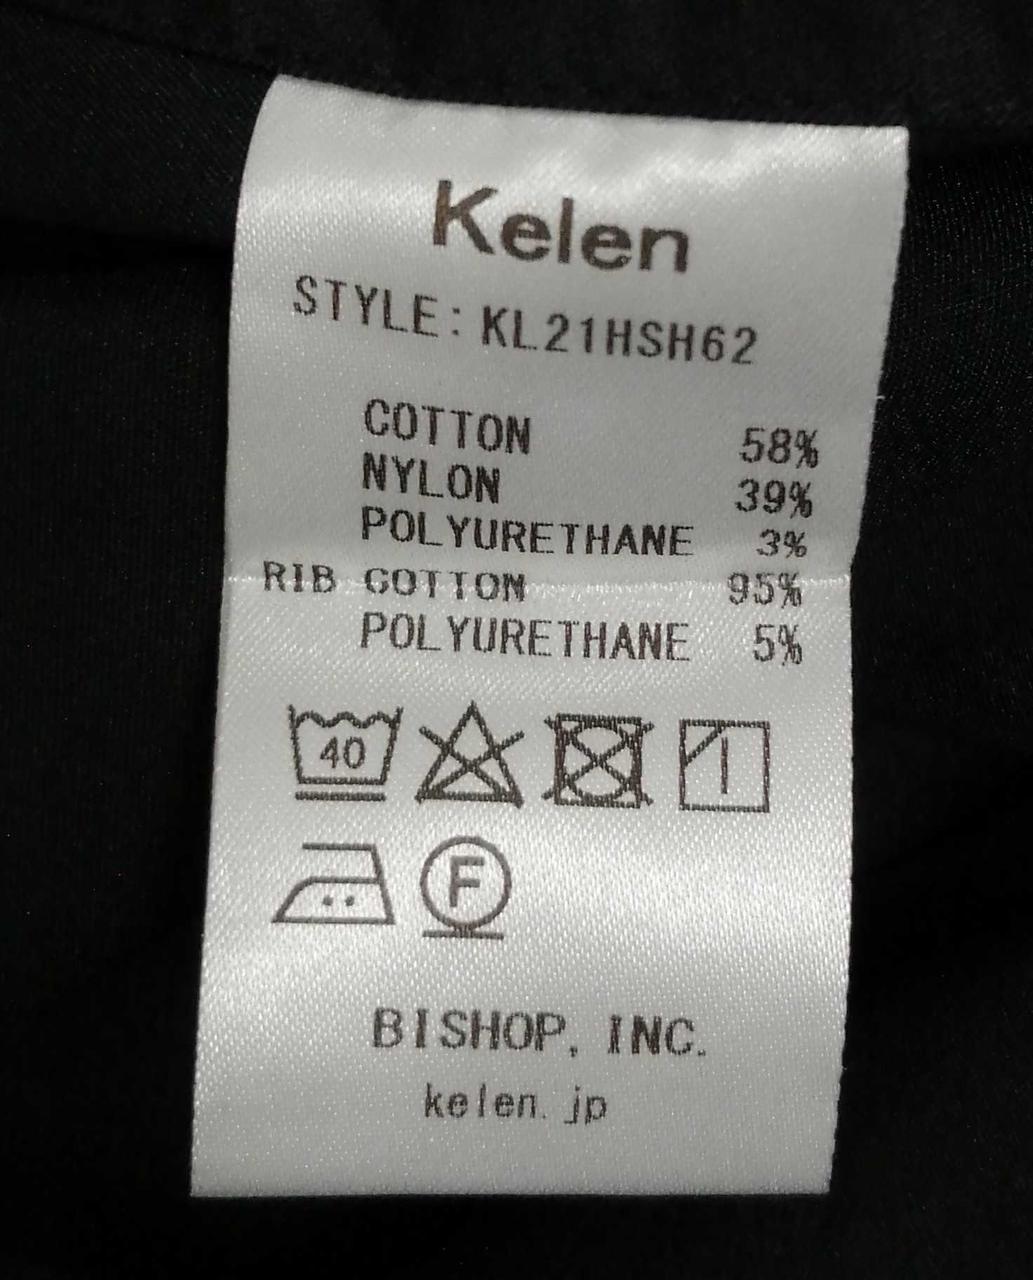 Kelen
STYLE: KL21HSH62
COTTON 58%
NYLON 39%
POLYURETHANE 3%
RIB COTTON 95%
POLYURETHANE 5%
40
F
BISHOP, INC.
kelen.jp